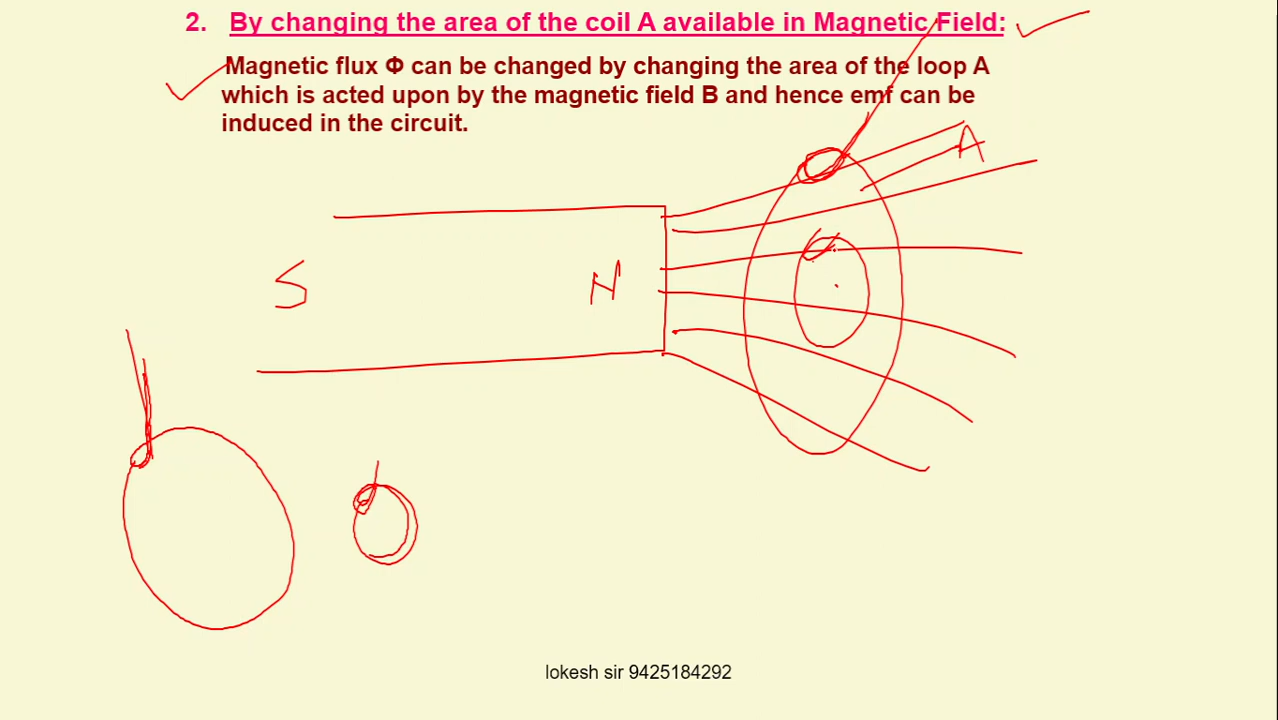 2. By changing the area of the coil A available in Magnetic Field:
Magnetic flux Φ can be changed by changing the area of the loop A
which is acted upon by the magnetic field B and hence emf can be
induced in the circuit.
A
S
N
lokesh sir 9425184292